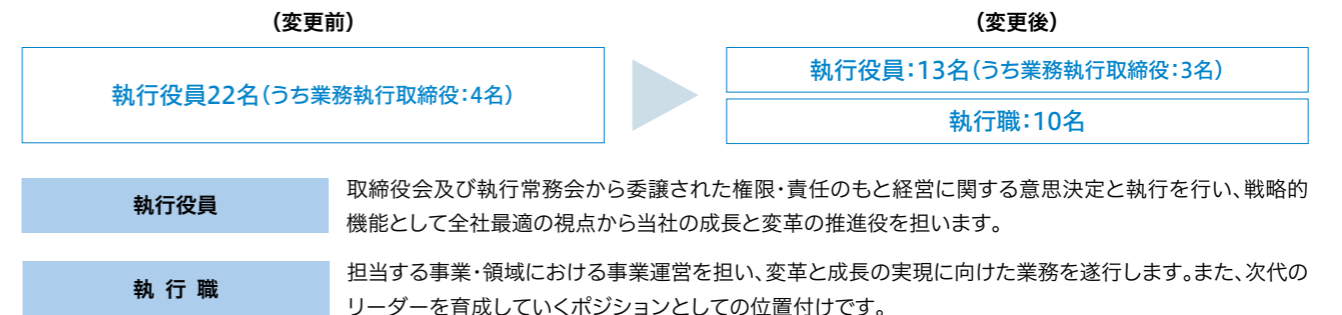 （変更前）
（変更後）
執行役員22名（うち業務執行取締役：4名）
執行役員：13名（うち業務執行取締役：3名）
執行職：10名
執行役員
取締役会及び執行常務会から委譲された権限・責任のもと経営に関する意思決定と執行を行い、戦略的
機能として全社最適の視点から当社の成長と変革の推進役を担います。
執 行 職
担当する事業・領域における事業運営を担い、変革と成長の実現に向けた業務を遂行します。また、次代の
リーダーを育成していくポジションとしての位置付けです。